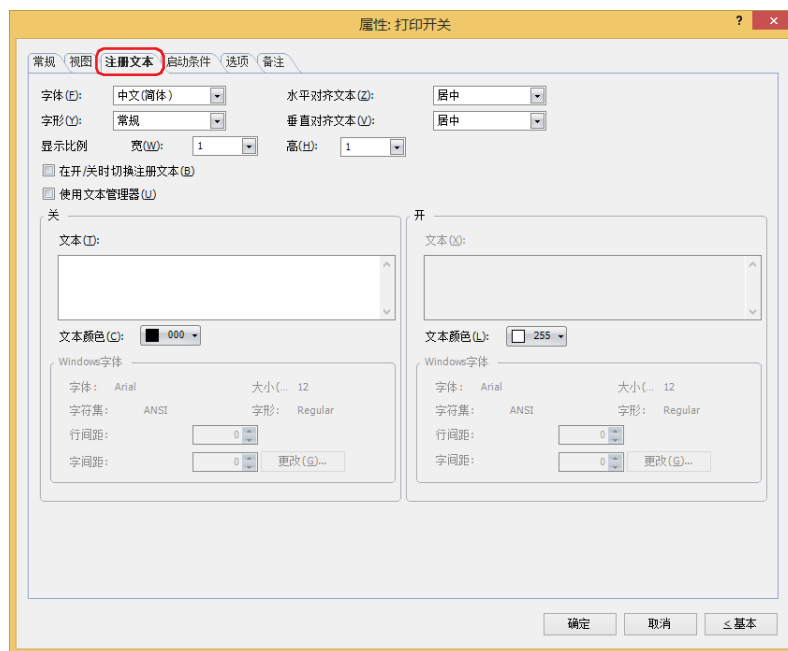 属性: 打印开关
? ×
常规 视图 注册文本 启动条件 选项 备注
字体(F): 中文(简体) 水平对齐文本(Z): 居中
字形(Y): 常规 垂直对齐文本(V): 居中
显示比例 宽(W): 1 高(H): 1
在开/关时切换注册文本(B)
使用文本管理器(U)
关
文本(T):
文本颜色(C): 000
Windows字体
字体: Arial 大小(... 12
字符集: ANSI 字形: Regular
行间距: 0
字间距: 0 更改(G)...
开
文本(X):
文本颜色(L): 255
Windows字体
字体: Arial 大小(... 12
字符集: ANSI 字形: Regular
行间距: 0
字间距: 0 更改(G)...
确定 取消 <基本